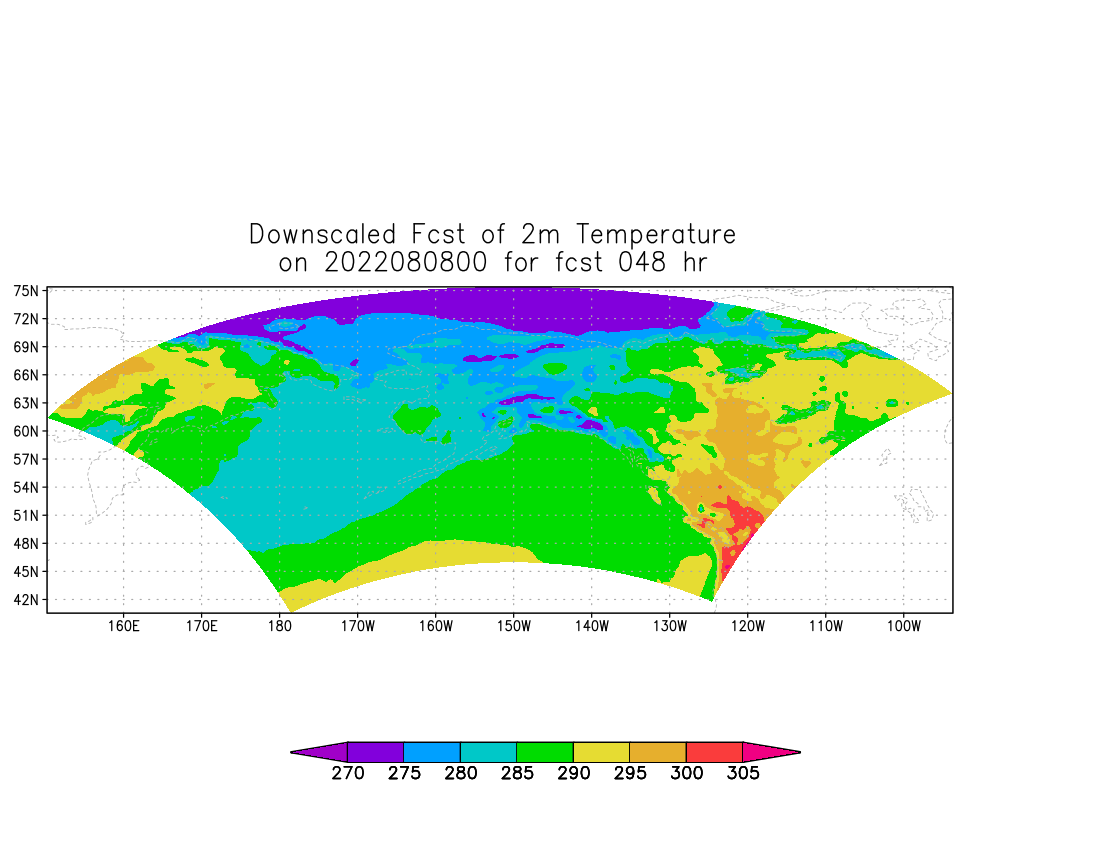 Downscaled Fcst of 2m Temperature
on 2022080800 for fcst 048 hr
75N
72N
69N
66N
63N
60N
57N
54N
51N
48N
45N
42N
160E 170E 180 170W 160W 150W 140W 130W 120W 110W 100W
270 275 280 285 290 295 300 305